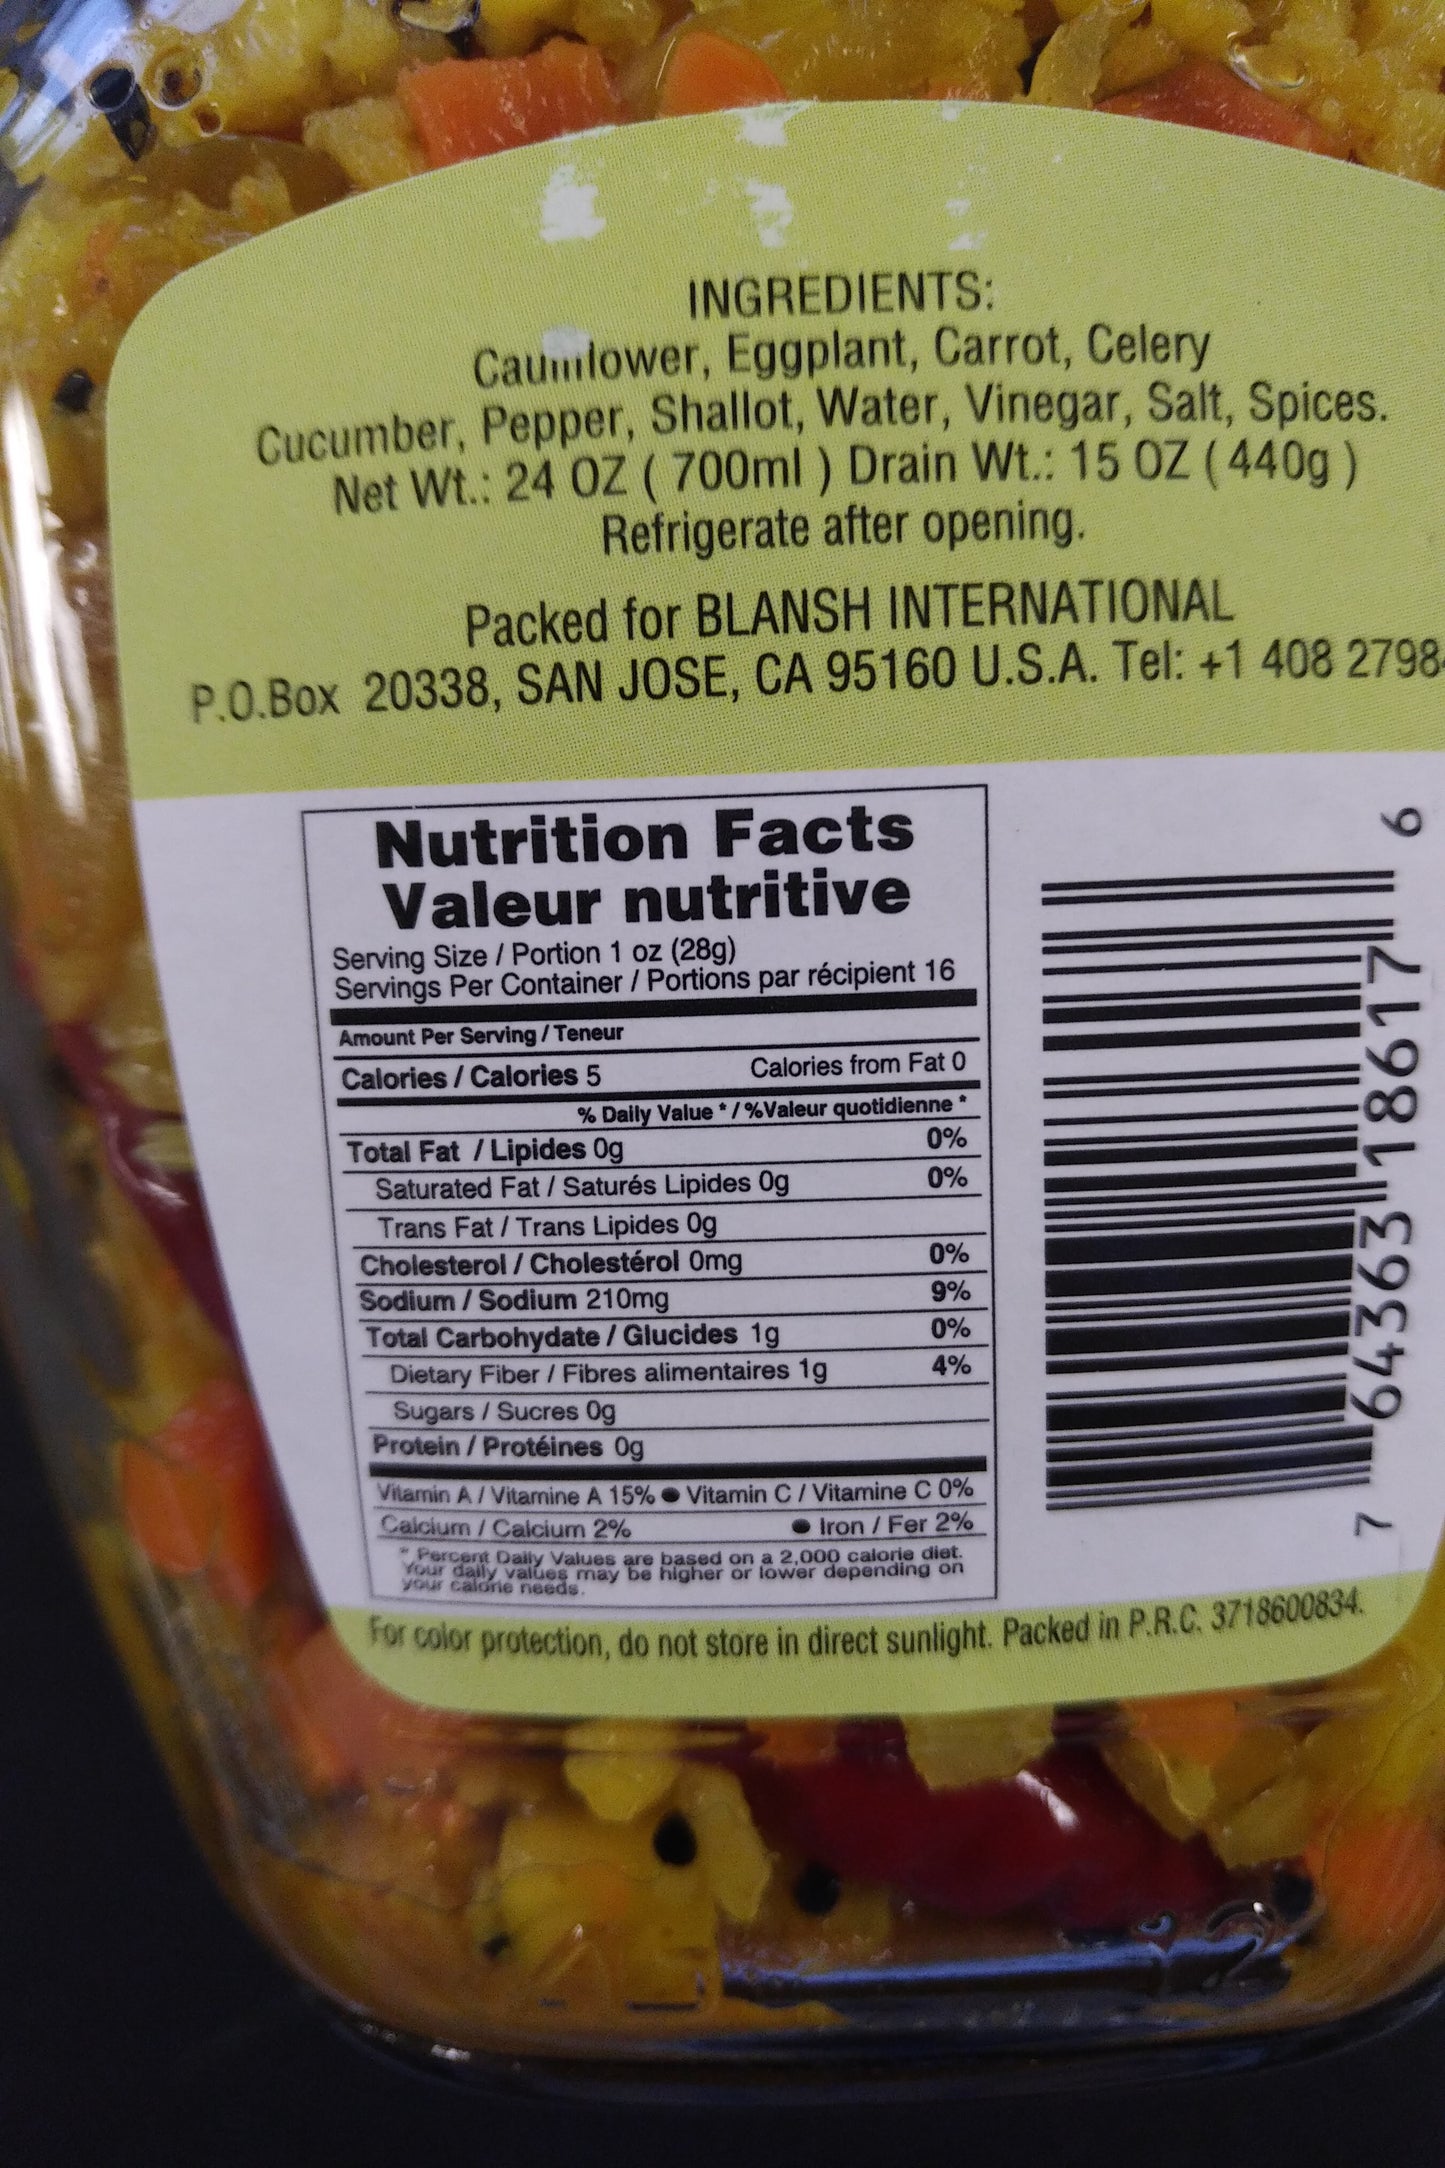 INGREDIENTS:
Cauliflower, Eggplant, Carrot, Celery
Cucumber, Pepper, Shallot, Water, Vinegar, Salt, Spices.
Net Wt.: 24 OZ ( 700ml ) Drain Wt.: 15 OZ ( 440g )
Refrigerate after opening.
Packed for BLANSH INTERNATIONAL
P.O.Box 20338, SAN JOSE, CA 95160 U.S.A. Tel: +1 408 2798
Nutrition Facts
Valeur nutritive
Serving Size / Portion 1 oz (28g)
Servings Per Container / Portions par récipient 16
Amount Per Serving / Teneur
Calories / Calories 5 Calories from Fat 0
% Daily Value * / %Valeur quotidienne *
Total Fat / Lipides 0g 0%
Saturated Fat / Saturés Lipides 0g 0%
Trans Fat / Trans Lipides 0g
Cholesterol / Cholestérol 0mg 0%
Sodium / Sodium 210mg 9%
Total Carbohydate / Glucides 1g 0%
Dietary Fiber / Fibres alimentaires 1g 4%
Sugars / Sucres 0g
Protein / Protéines 0g
Vitamin A / Vitamine A 15% ● Vitamin C / Vitamine C 0%
Calcium / Calcium 2% ● Iron / Fer 2%
* Percent Daily Values are based on a 2,000 calorie diet.
Your daily values may be higher or lower depending on
your calorie needs.
For color protection, do not store in direct sunlight. Packed in P.R.C. 3718600834.
7 64363 18617 6